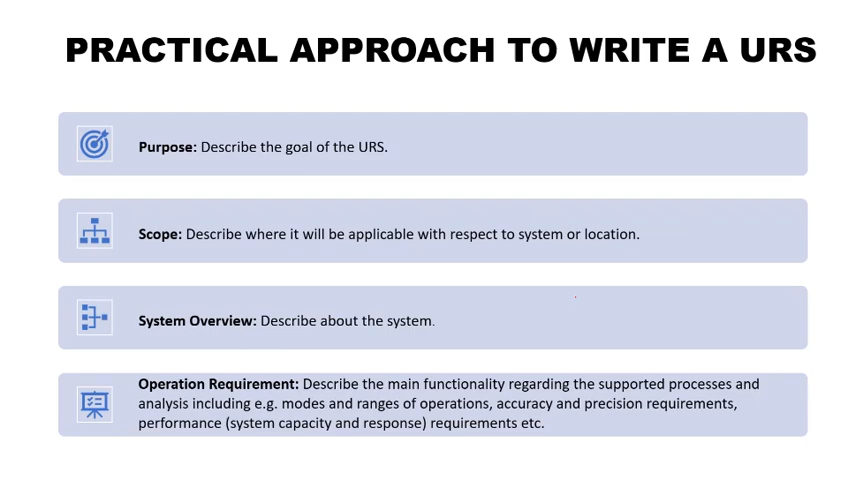 PRACTICAL APPROACH TO WRITE A URS
Purpose: Describe the goal of the URS.
Scope: Describe where it will be applicable with respect to system or location.
System Overview: Describe about the system.
Operation Requirement: Describe the main functionality regarding the supported processes and
analysis including e.g. modes and ranges of operations, accuracy and precision requirements,
performance (system capacity and response) requirements etc.